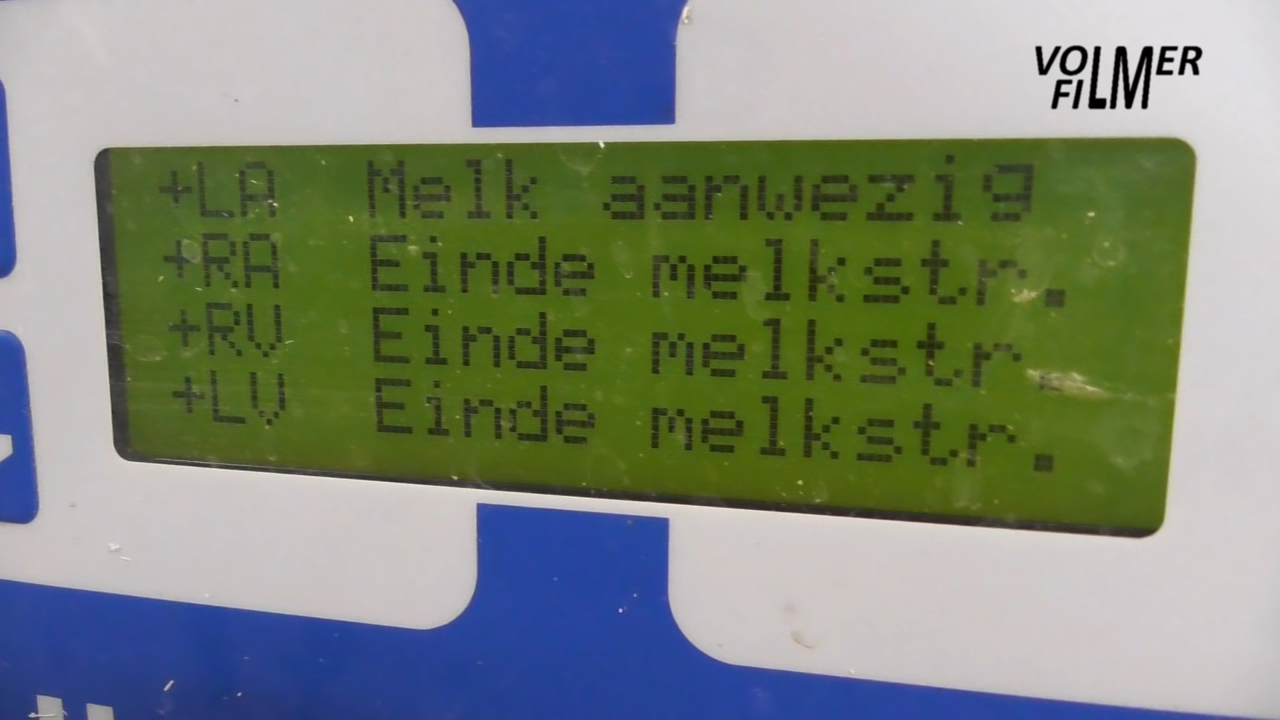 VOLMER
FILM
+LA Melk aanwezig
+RA Einde melkstr.
+RV Einde melkstr.
+LV Einde melkstr.